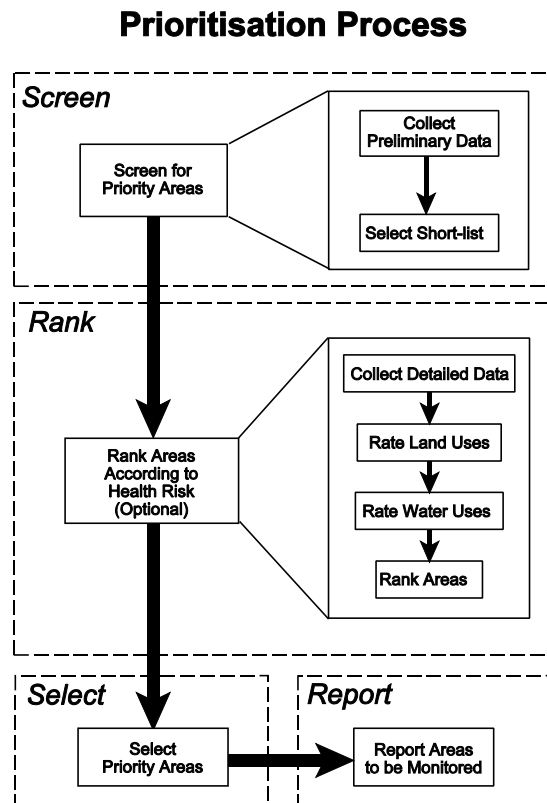 Prioritisation Process
Screen
Screen for
Priority Areas
Collect
Preliminary Data
Select Short-list
Rank
Rank Areas
According to
Health Risk
(Optional)
Collect Detailed Data
Rate Land Uses
Rate Water Uses
Rank Areas
Select
Select
Priority Areas
Report
Report Areas
to be Monitored